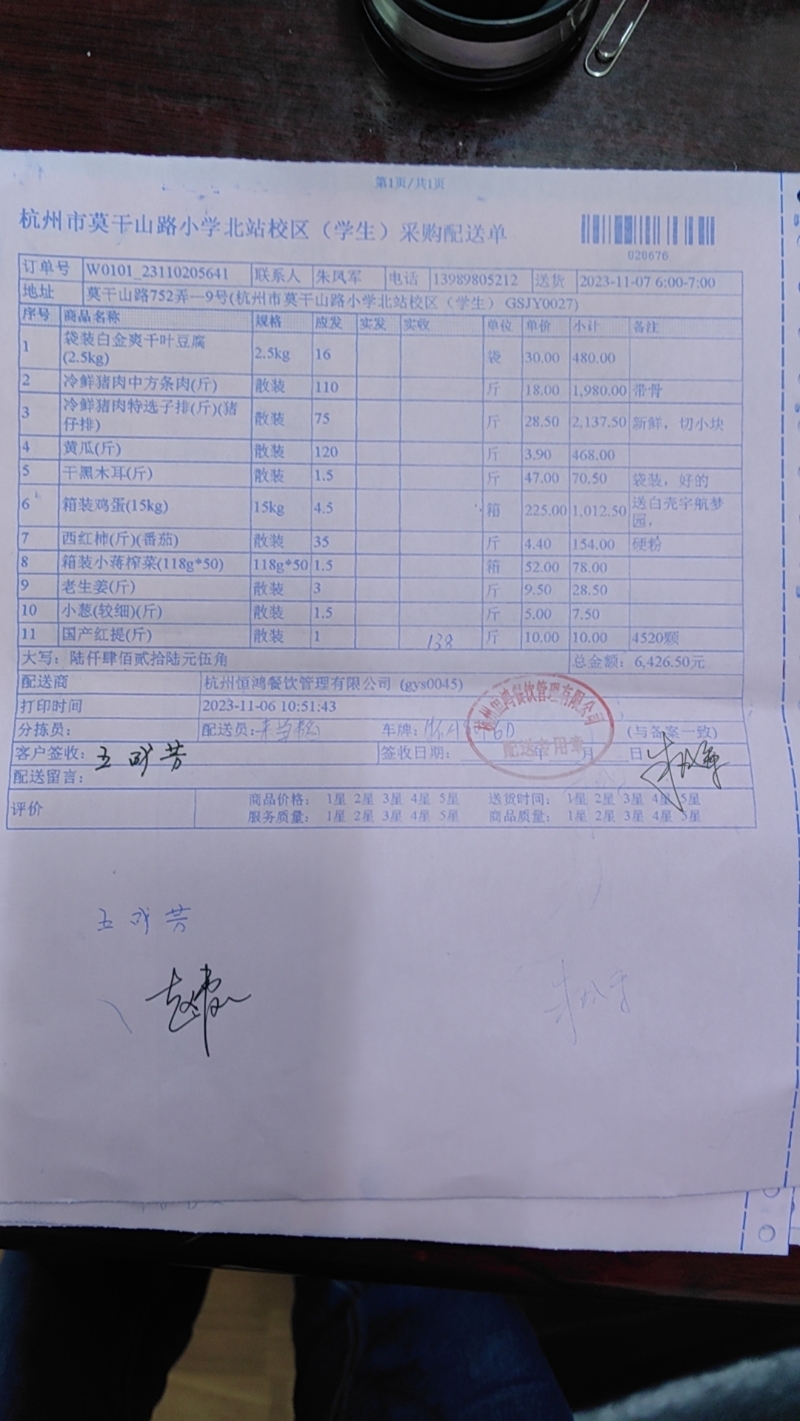 第1页/共1页
杭州市莫干山路小学北站校区（学生）采购配送单
020676
订单号 W0101_23110205641 联系人 朱凤军 电话 13989805212 送货 2023-11-07 6:00-7:00
地址 莫干山路752弄一9号(杭州市莫干山路小学北站校区（学生） GSJY0027)
序号 商品名称 规格 应发 实发 实收 单位 单价 小计 备注
1 袋装白金爽千叶豆腐(2.5kg) 2.5kg 16 袋 30.00 480.00
2 冷鲜猪肉中方条肉(斤) 散装 110 斤 18.00 1,980.00 带骨
3 冷鲜猪肉特选子排(斤)(猪仔排) 散装 75 斤 28.50 2,137.50 新鲜，切小块
4 黄瓜(斤) 散装 120 斤 3.90 468.00
5 干黑木耳(斤) 散装 1.5 斤 47.00 70.50 袋装，好的
6 箱装鸡蛋(15kg) 15kg 4.5 箱 225.00 1,012.50 送白壳宇航梦园，
7 西红柿(斤)(番茄) 散装 35 斤 4.40 154.00 硬粉
8 箱装小蒋榨菜(118g*50) 118g*50 1.5 箱 52.00 78.00
9 老生姜(斤) 散装 3 斤 9.50 28.50
10 小葱(较细)(斤) 散装 1.5 斤 5.00 7.50
11 国产红提(斤) 散装 1 138 斤 10.00 10.00 4520颗
大写：陆仟肆佰贰拾陆元伍角 总金额：6,426.50元
配送商 杭州恒鸿餐饮管理有限公司 (gys0045)
打印时间 2023-11-06 10:51:43
分拣员： 配送员： 车牌： (与备案一致)
杭州恒鸿餐饮管理有限公司
配送专用章
客户签收： 签收日期： 年 月 日
配送留言：
评价 商品价格： 1星 2星 3星 4星 5星 送货时间： 1星 2星 3星 4星 5星
服务质量： 1星 2星 3星 4星 5星 商品质量： 1星 2星 3星 4星 5星